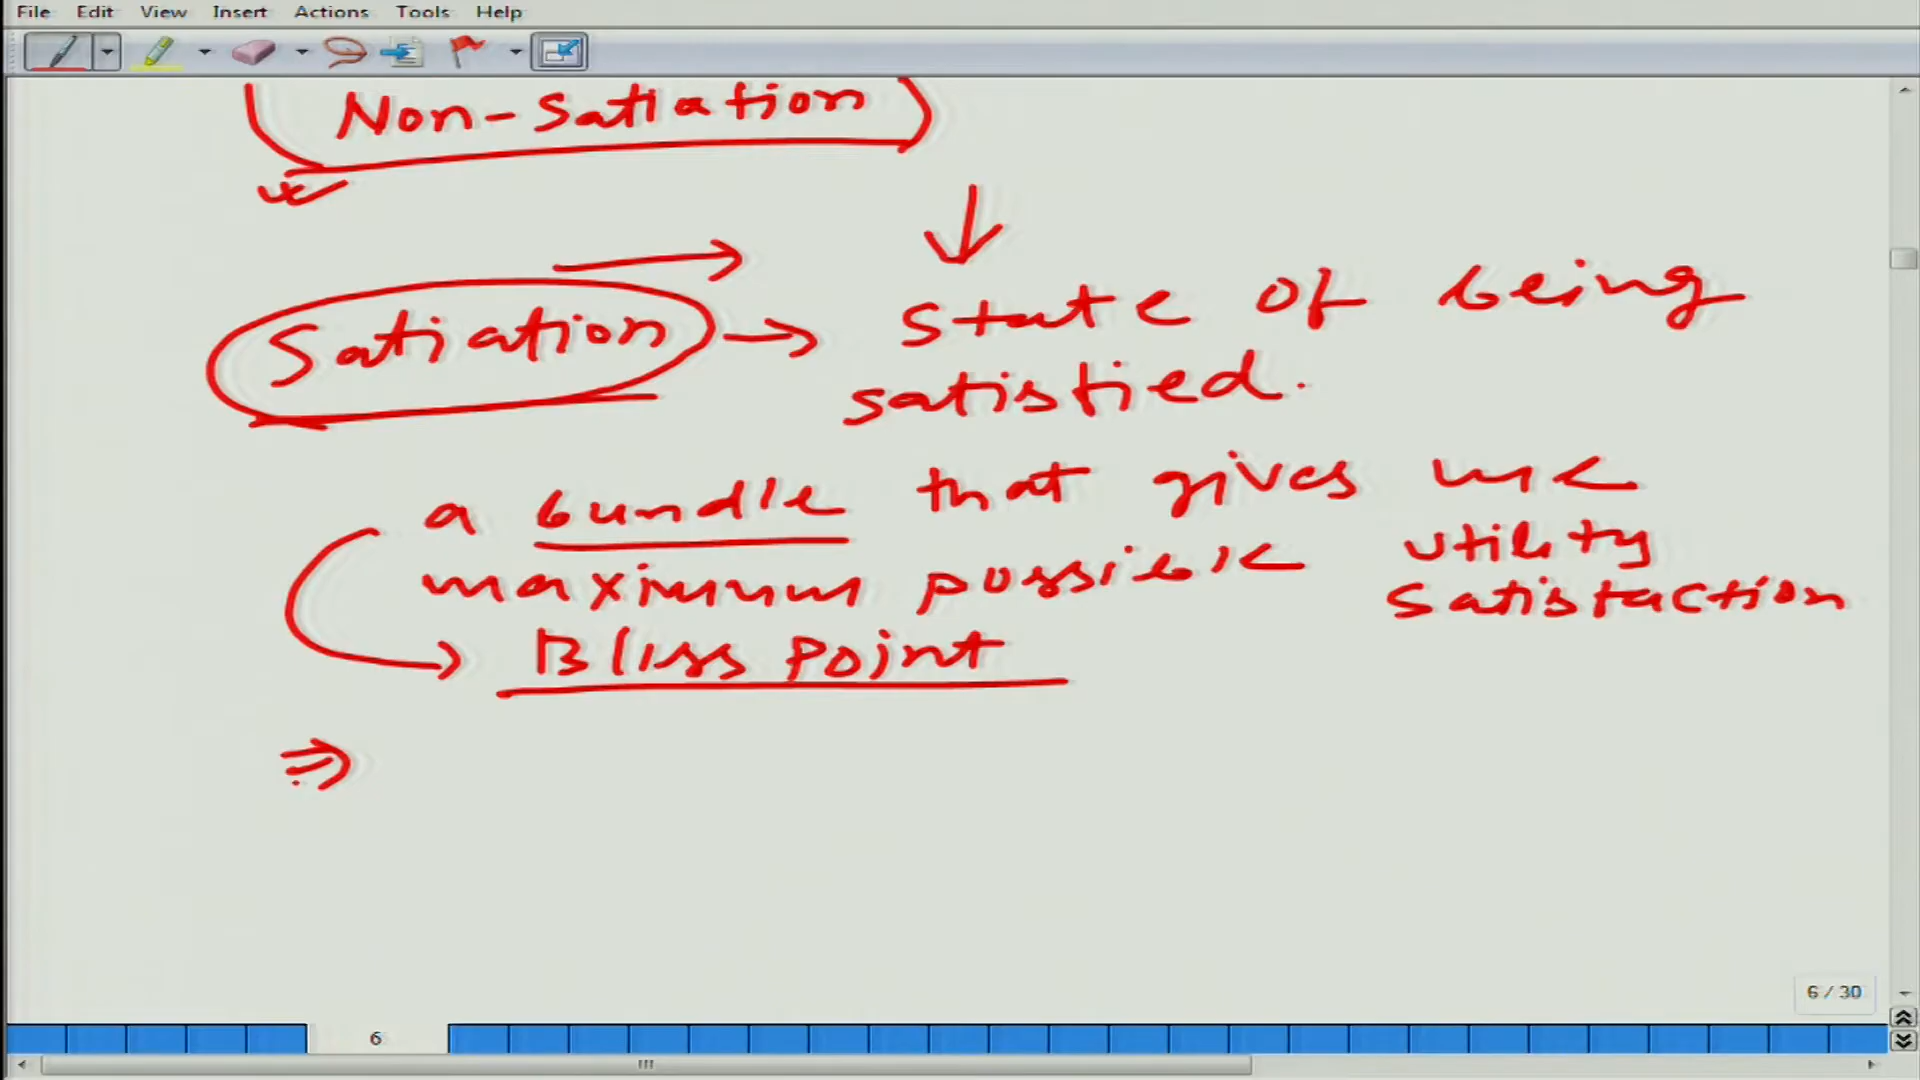 File Edit View Insert Actions Tools Help
Non-Satiation
Satiation → State of being
satisfied.
a bundle that gives me
maximum possible utility
satisfaction
Bliss Point
⇒
6 / 30
6